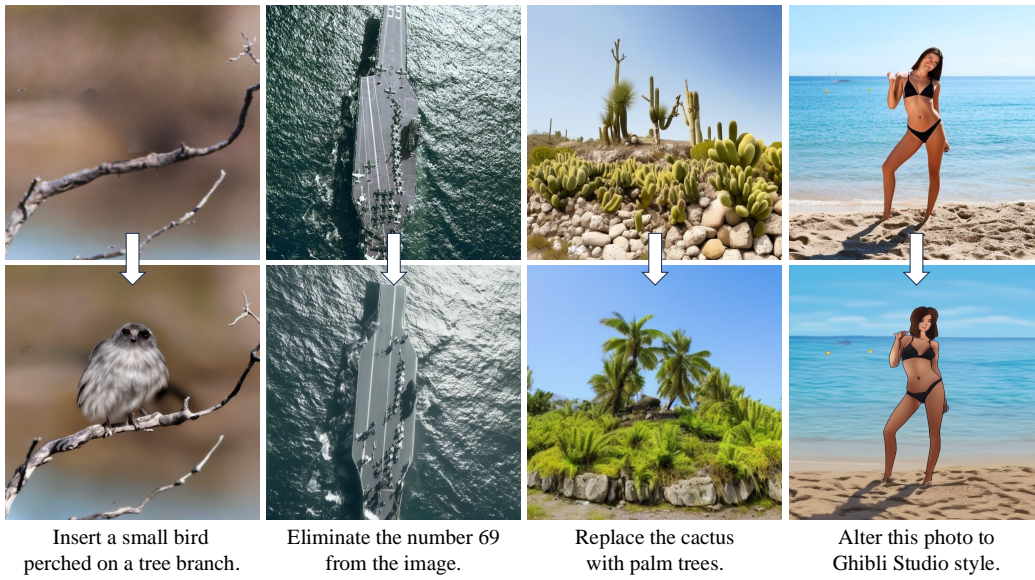 69
Insert a small bird
perched on a tree branch.
Eliminate the number 69
from the image.
Replace the cactus
with palm trees.
Alter this photo to
Ghibli Studio style.